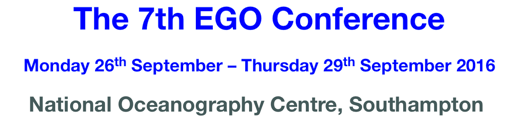 The 7th EGO Conference
Monday 26th September – Thursday 29th September 2016
National Oceanography Centre, Southampton